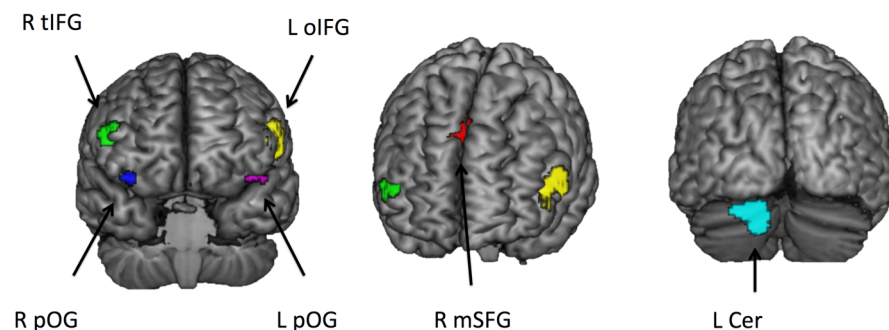 R tIFG
L oIFG
R pOG
L pOG
R mSFG
L Cer